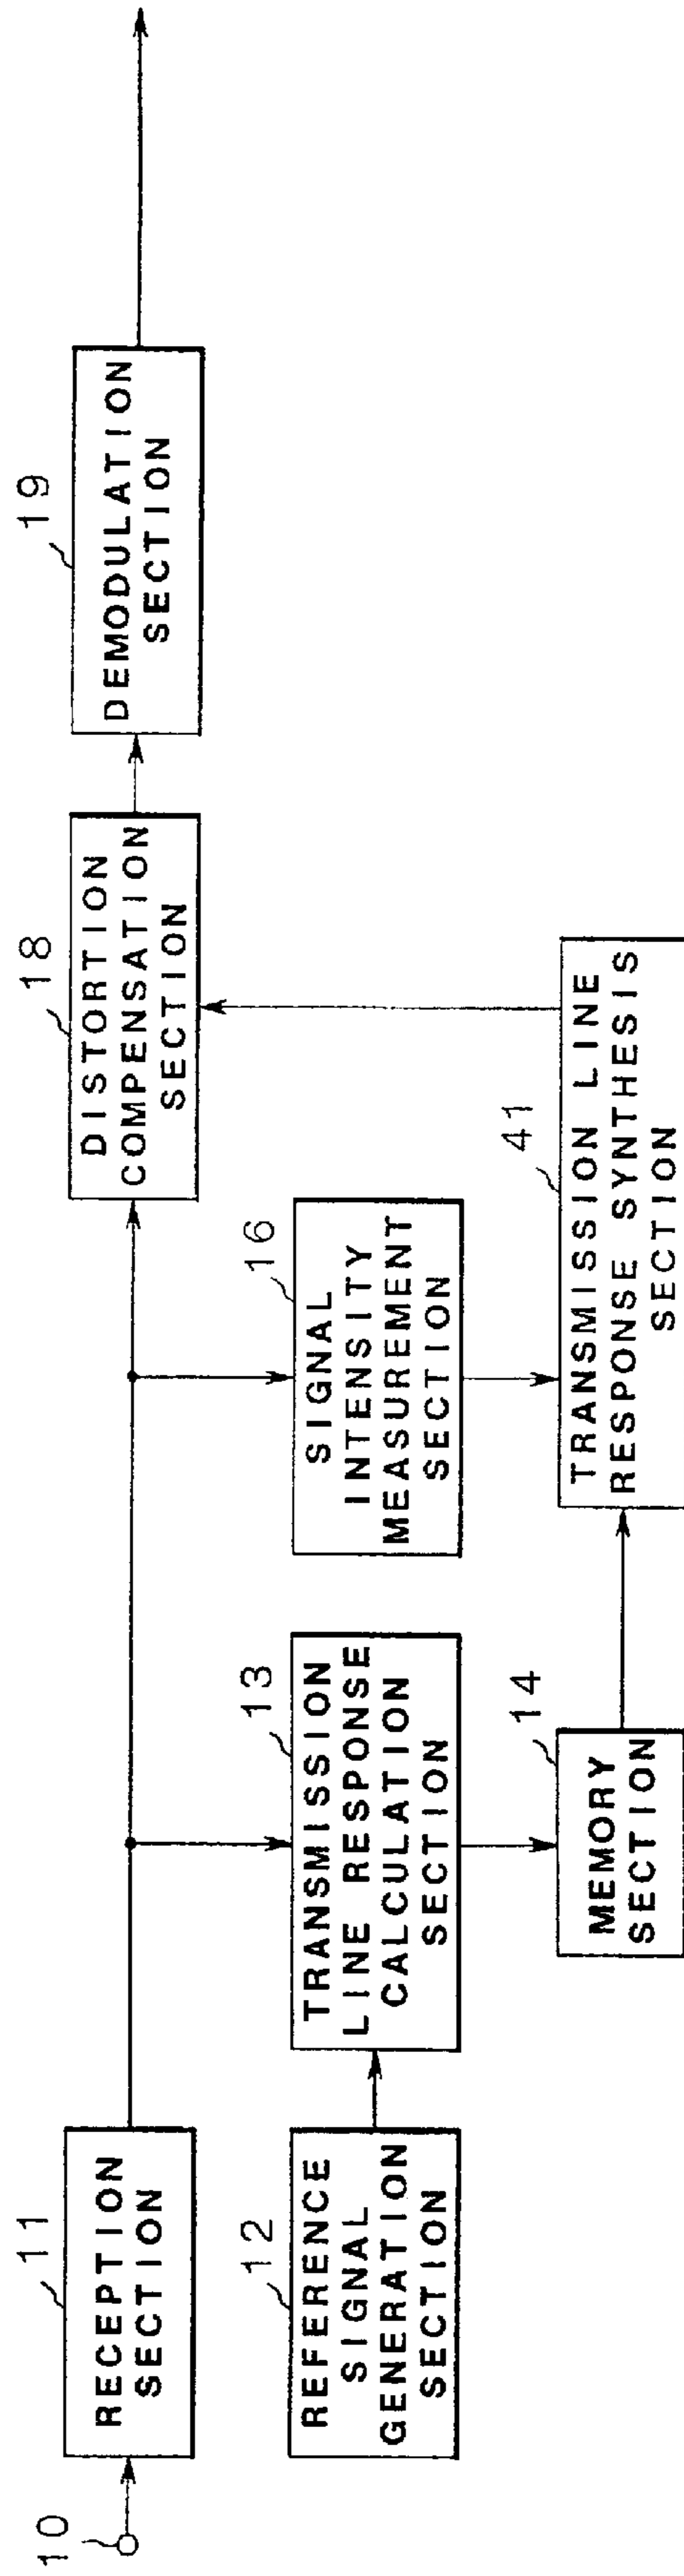 10
11
RECEPTION
SECTION
12
REFERENCE
SIGNAL
GENERATION
SECTION
13
TRANSMISSION
LINE RESPONSE
CALCULATION
SECTION
14
MEMORY
SECTION
16
SIGNAL
INTENSITY
MEASUREMENT
SECTION
41
TRANSMISSION LINE
RESPONSE SYNTHESIS
SECTION
18
DISTORTION
COMPENSATION
SECTION
19
DEMODULATION
SECTION